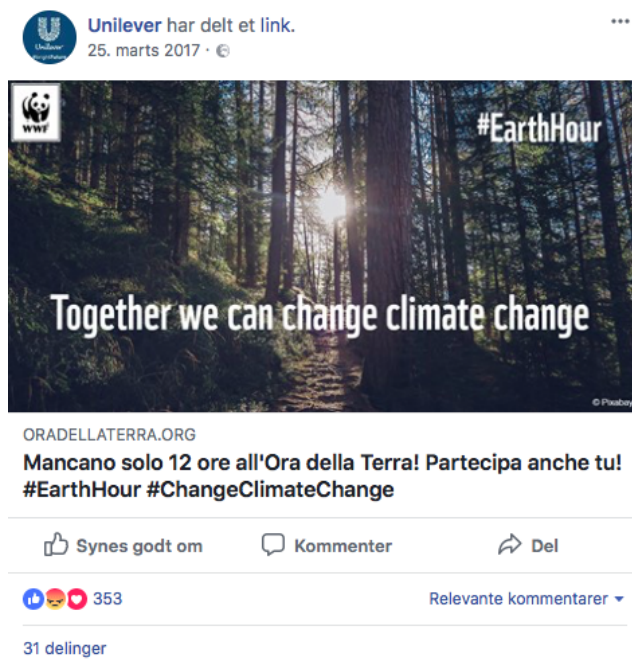 Unilever har delt et link.
25. marts 2017 ·
Unilever
WWF
#EarthHour
Together we can change climate change
© Pixabay
ORADELLATERRA.ORG
Mancano solo 12 ore all'Ora della Terra! Partecipa anche tu!
#EarthHour #ChangeClimateChange
Synes godt om
Kommenter
Del
353
Relevante kommentarer
31 delinger